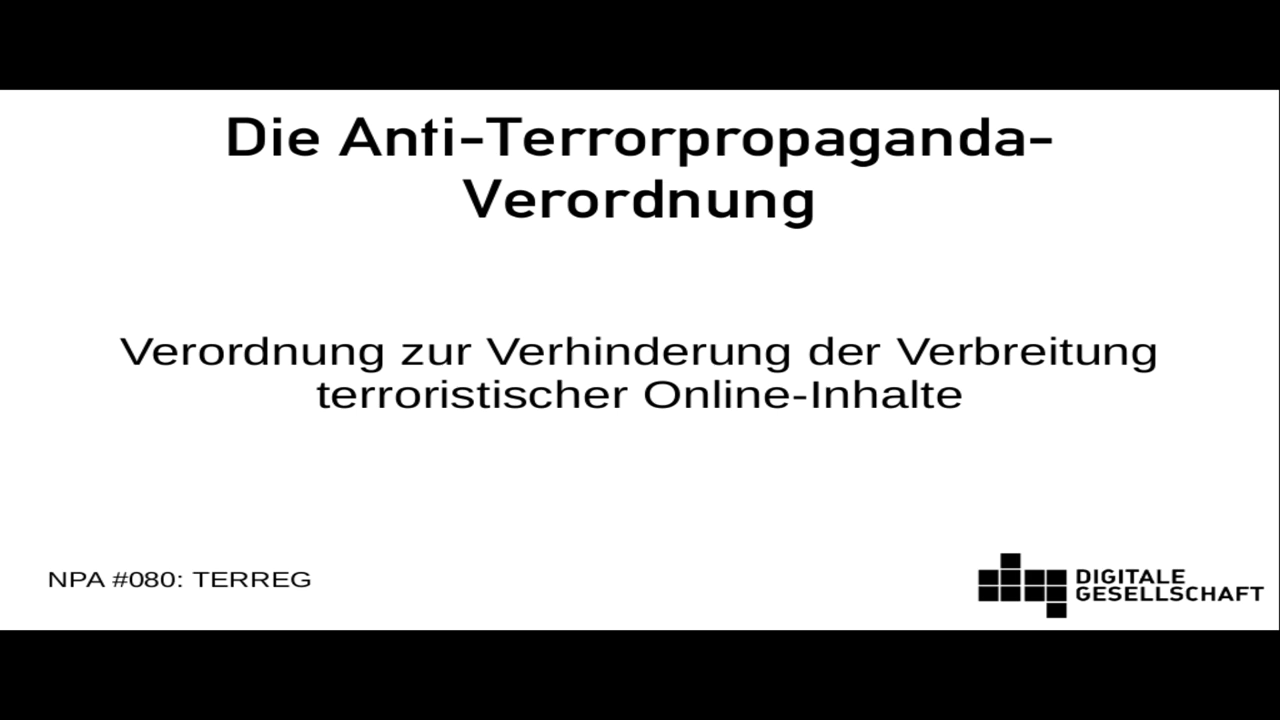 Die Anti-Terrorpropaganda-
Verordnung
Verordnung zur Verhinderung der Verbreitung
terroristischer Online-Inhalte
NPA #080: TERREG
DIGITALE
GESELLSCHAFT